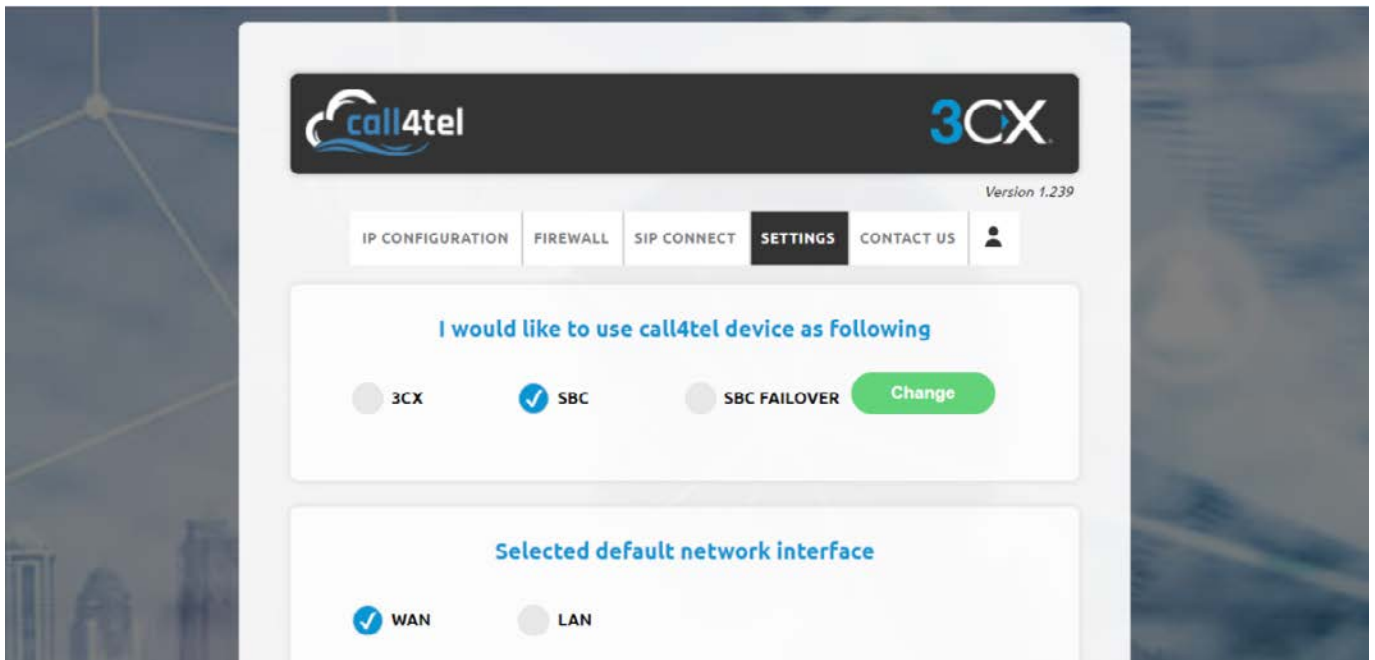 call4tel 3CX
Version 1.239
IP CONFIGURATION FIREWALL SIP CONNECT SETTINGS CONTACT US
I would like to use call4tel device as following
3CX SBC SBC FAILOVER Change
Selected default network interface
WAN LAN